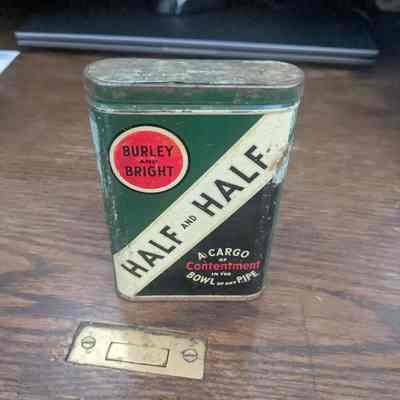 BURLEY
AND
BRIGHT
HALF AND HALF
A CARGO
OF
Contentment
IN THE
BOWL OF ANY PIPE